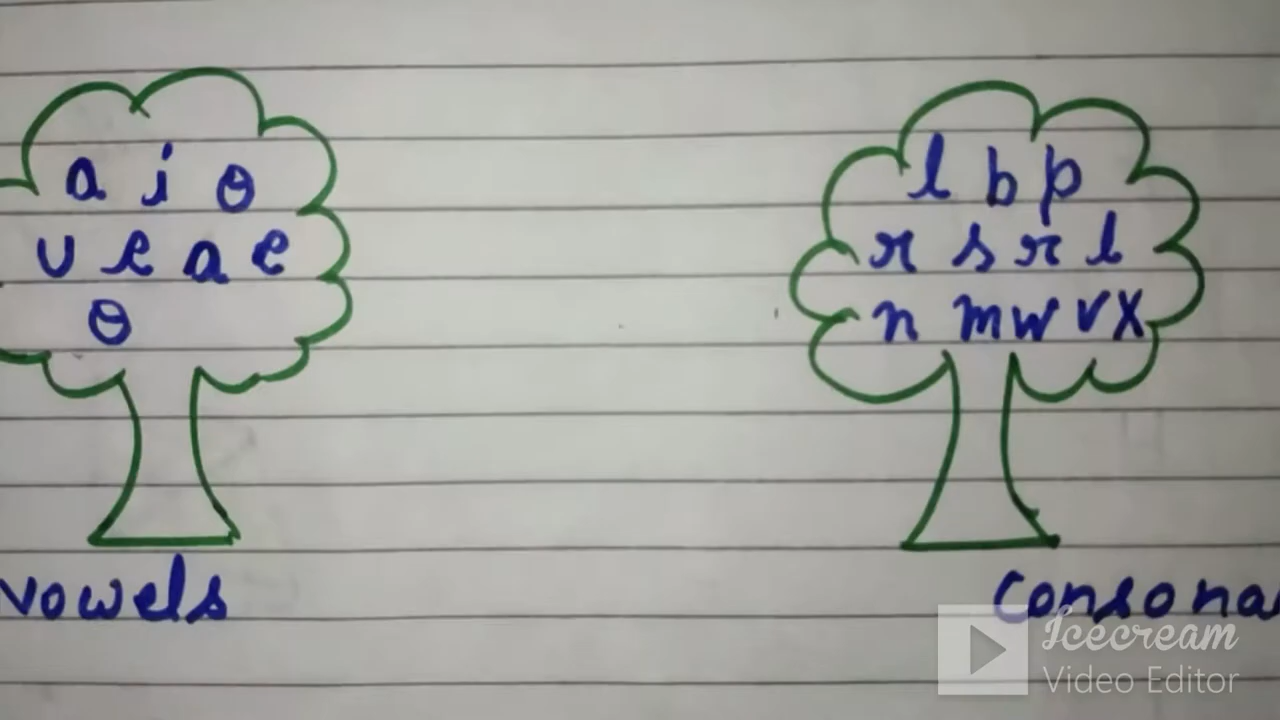 a i o
u e a e
o
l b p
r s r l
n m w v x
vowels
Consona
Icecream
Video Editor